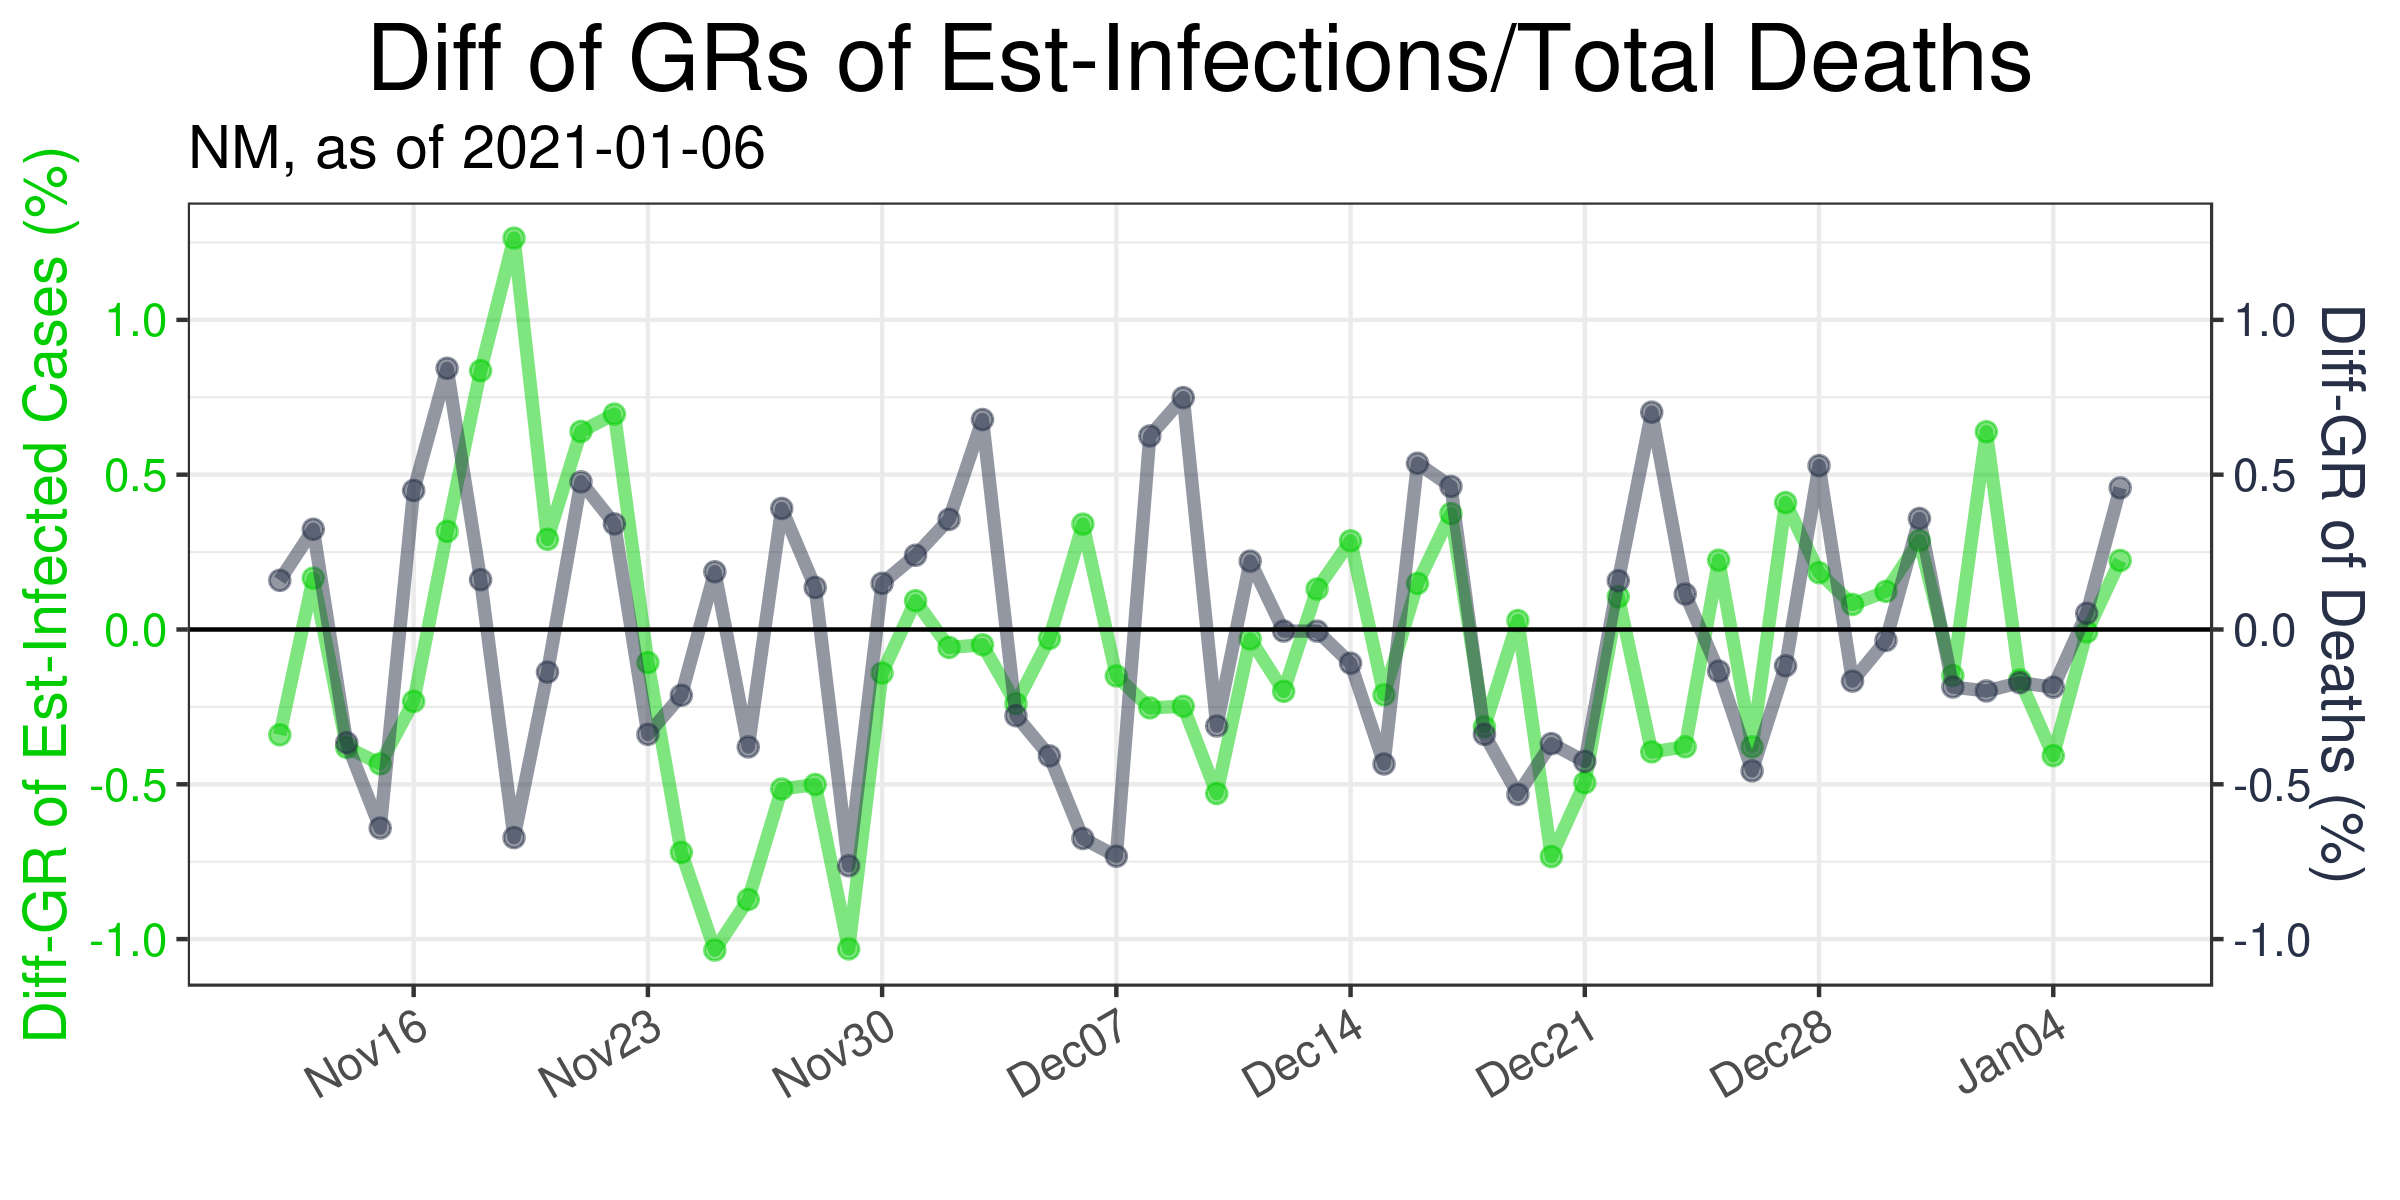 Diff of GRs of Est-Infections/Total Deaths
NM, as of 2021-01-06
Diff-GR of Est-Infected Cases (%)
1.0
0.5
0.0
-0.5
-1.0
1.0
0.5
0.0
-0.5
-1.0
Diff-GR of Deaths (%)
Nov16 Nov23 Nov30 Dec07 Dec14 Dec21 Dec28 Jan04